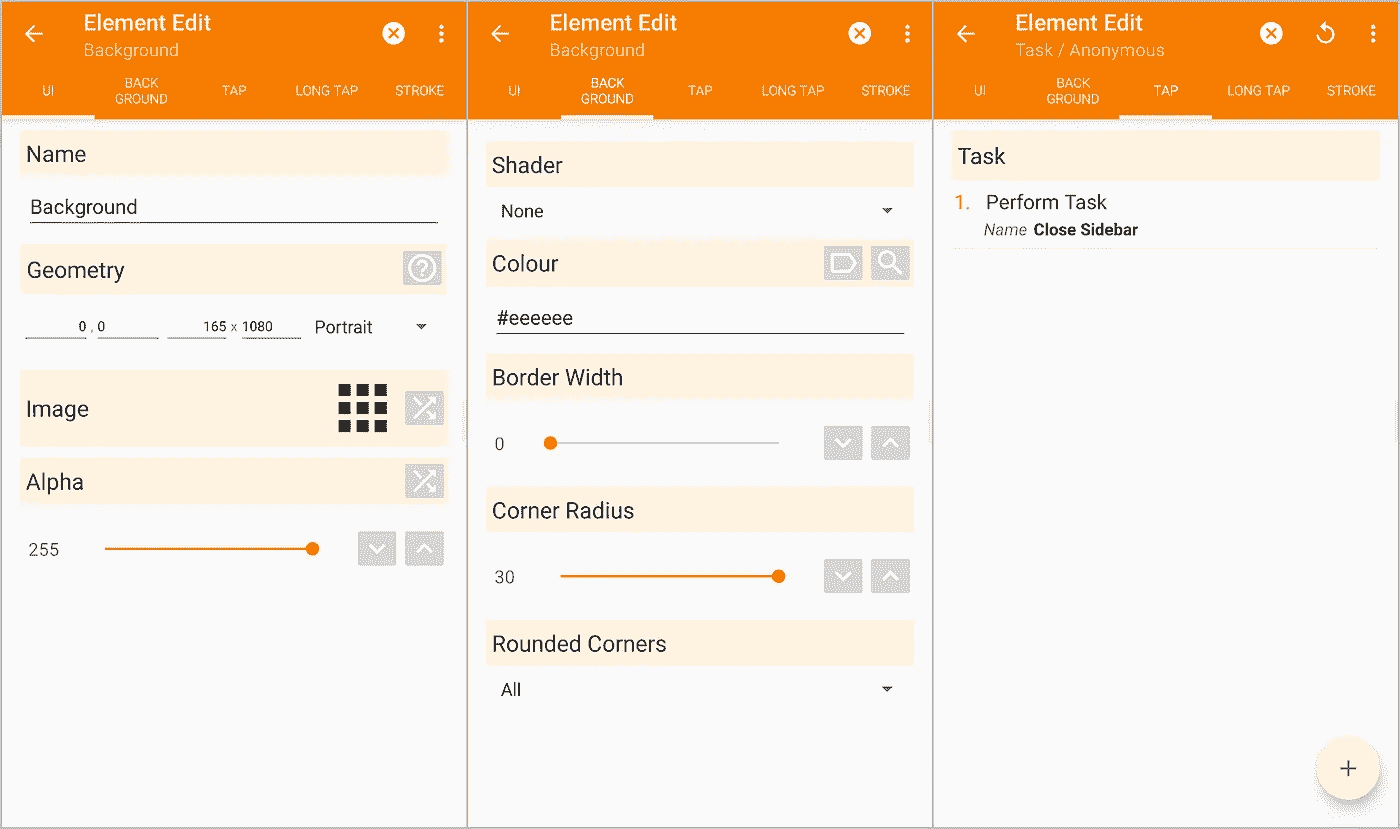 Element Edit
Background
UI
BACK
GROUND
TAP
LONG TAP
STROKE
Name
Background
Geometry
0 , 0 165 x 1080 Portrait
Image
Alpha
255
Element Edit
Background
UI
BACK
GROUND
TAP
LONG TAP
STROKE
Shader
None
Colour
#eeeeee
Border Width
0
Corner Radius
30
Rounded Corners
All
Element Edit
Task / Anonymous
UI
BACK
GROUND
TAP
LONG TAP
STROKE
Task
1. Perform Task
Name Close Sidebar